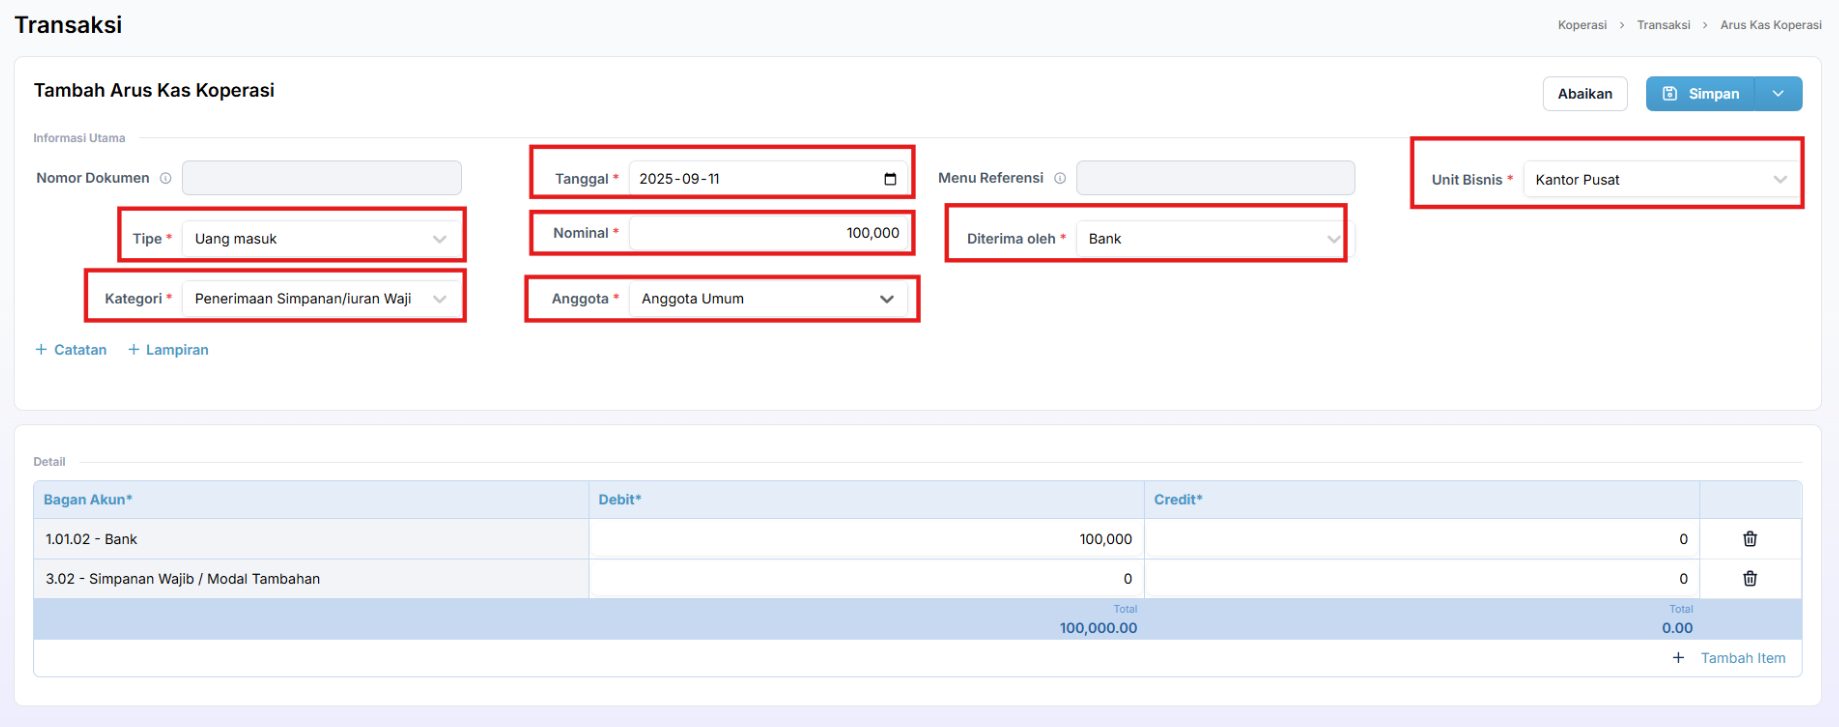 Transaksi
Koperasi > Transaksi > Arus Kas Koperasi
Tambah Arus Kas Koperasi
Abaikan
Simpan
Informasi Utama
Nomor Dokumen
Tanggal * 2025-09-11
Menu Referensi
Unit Bisnis * Kantor Pusat
Tipe * Uang masuk
Nominal * 100,000
Diterima oleh * Bank
Kategori * Penerimaan Simpanan/iuran Waji
Anggota * Anggota Umum
+ Catatan + Lampiran
Detail
Bagan Akun* Debit* Credit*
1.01.02 - Bank 100,000 0
3.02 - Simpanan Wajib / Modal Tambahan 0 0
Total Total
100,000.00 0.00
+ Tambah Item